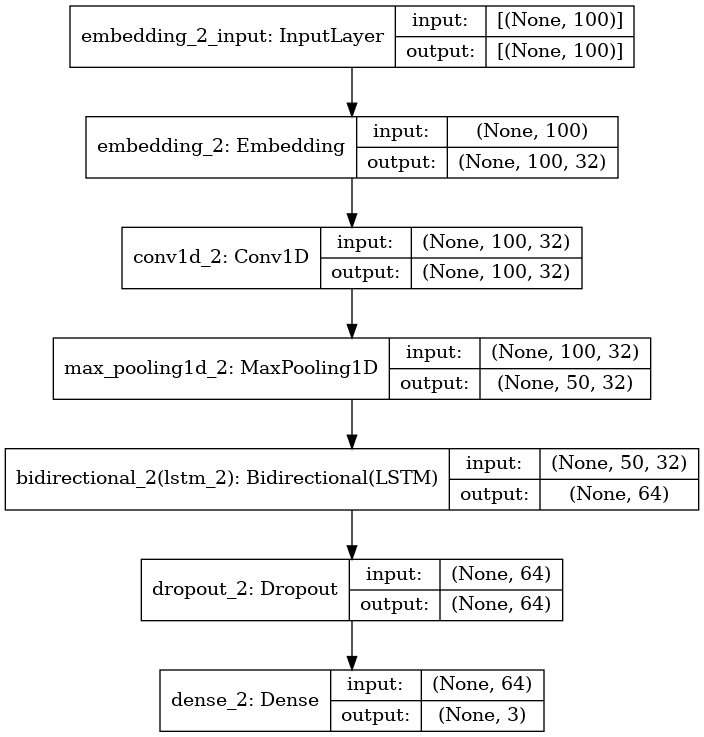 embedding_2_input: InputLayer
input: [(None, 100)]
output: [(None, 100)]
embedding_2: Embedding
input: (None, 100)
output: (None, 100, 32)
conv1d_2: Conv1D
input: (None, 100, 32)
output: (None, 100, 32)
max_pooling1d_2: MaxPooling1D
input: (None, 100, 32)
output: (None, 50, 32)
bidirectional_2(lstm_2): Bidirectional(LSTM)
input: (None, 50, 32)
output: (None, 64)
dropout_2: Dropout
input: (None, 64)
output: (None, 64)
dense_2: Dense
input: (None, 64)
output: (None, 3)